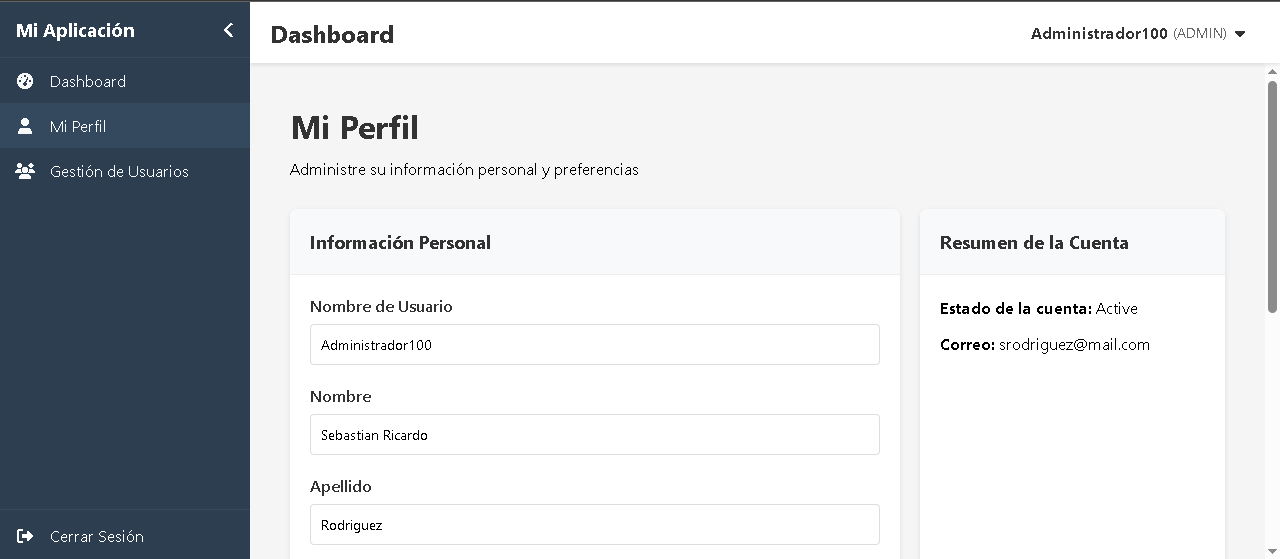 Mi Aplicación
Dashboard
Mi Perfil
Gestión de Usuarios
Cerrar Sesión
Dashboard
Administrador100 (ADMIN)
Mi Perfil
Administre su información personal y preferencias
Información Personal
Nombre de Usuario
Administrador100
Nombre
Sebastian Ricardo
Apellido
Rodriguez
Resumen de la Cuenta
Estado de la cuenta: Active
Correo: srodriguez@mail.com